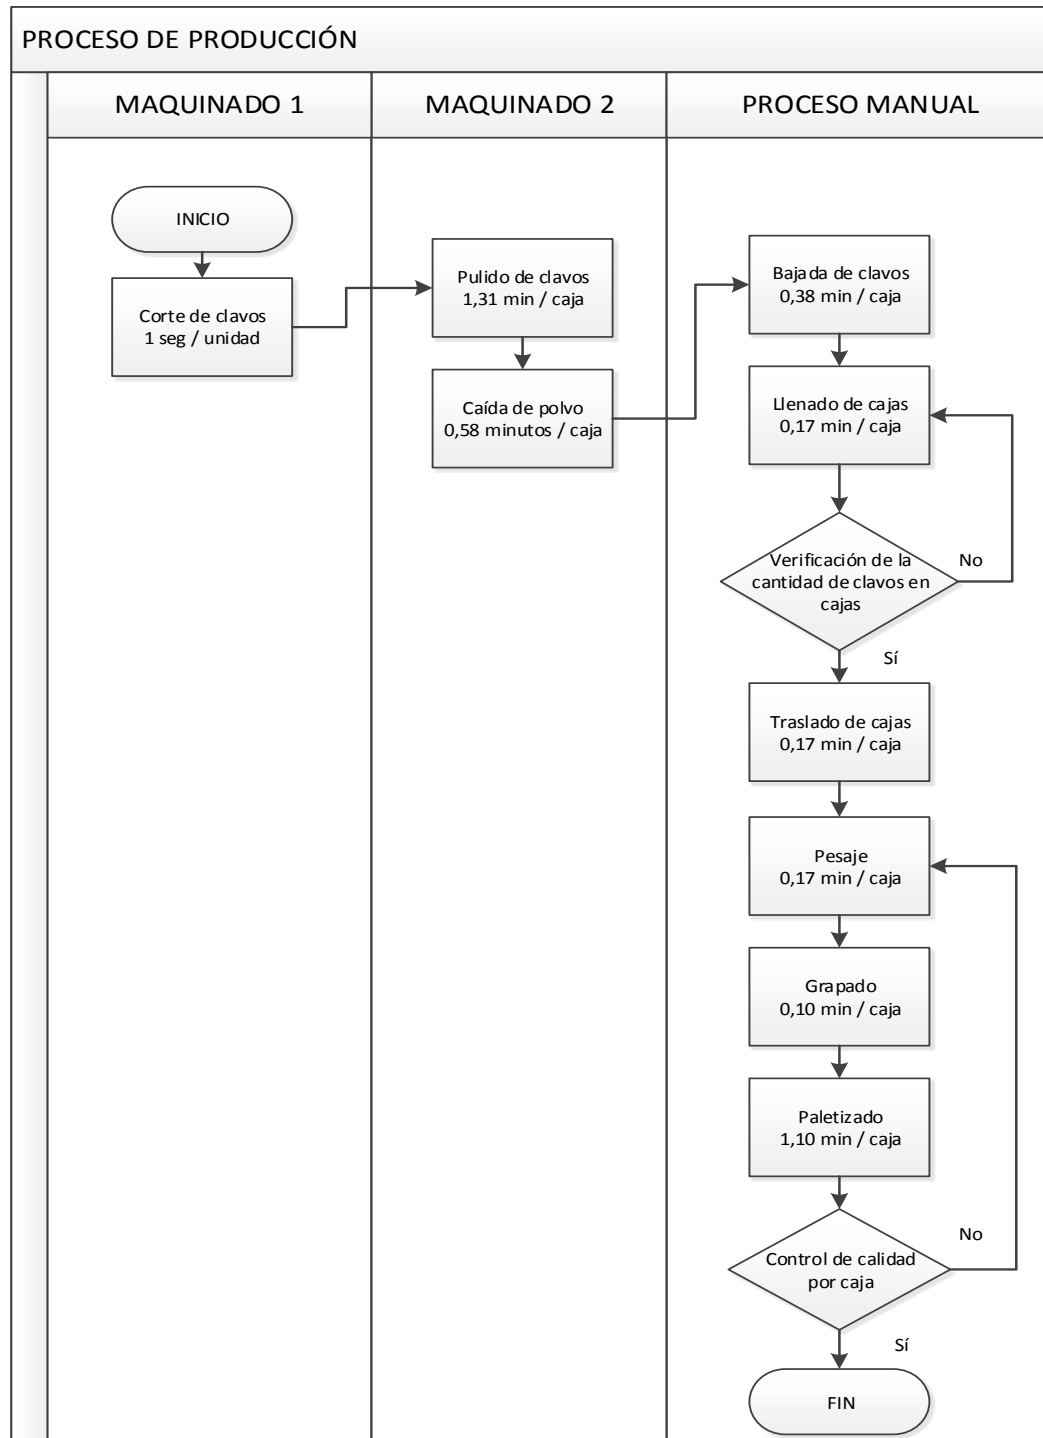 PROCESO DE PRODUCCIÓN
MAQUINADO 1
MAQUINADO 2
PROCESO MANUAL
INICIO
Corte de clavos
1 seg / unidad
Pulido de clavos
1,31 min / caja
Caída de polvo
0,58 minutos / caja
Bajada de clavos
0,38 min / caja
Llenado de cajas
0,17 min / caja
Verificación de la
cantidad de clavos en
cajas
No
Sí
Traslado de cajas
0,17 min / caja
Pesaje
0,17 min / caja
Grapado
0,10 min / caja
Paletizado
1,10 min / caja
Control de calidad
por caja
No
Sí
FIN